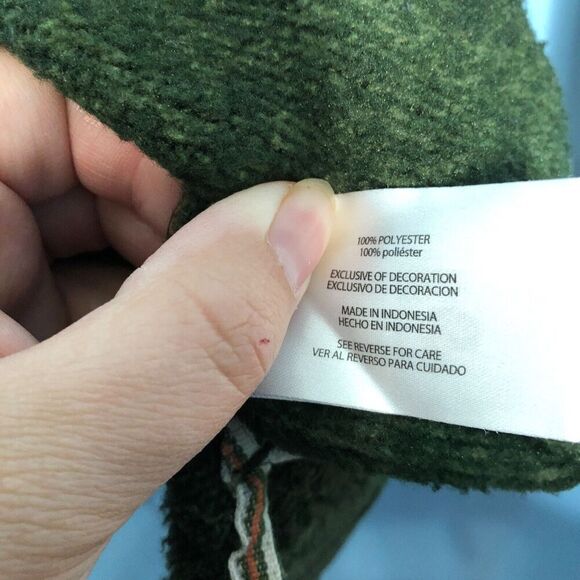 100% POLYESTER
100% poliéster
EXCLUSIVE OF DECORATION
EXCLUSIVO DE DECORACION
MADE IN INDONESIA
HECHO EN INDONESIA
SEE REVERSE FOR CARE
VER AL REVERSO PARA CUIDADO